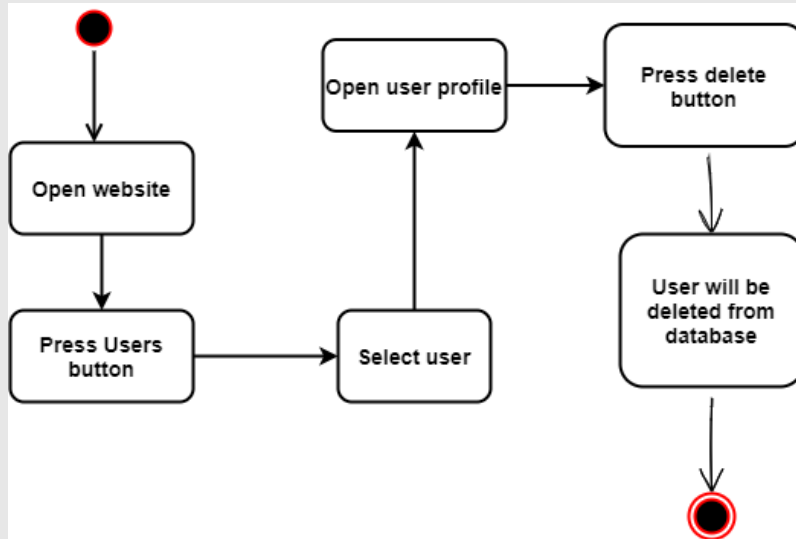 Open website
Press Users
button
Select user
Open user profile
Press delete
button
User will be
deleted from
database